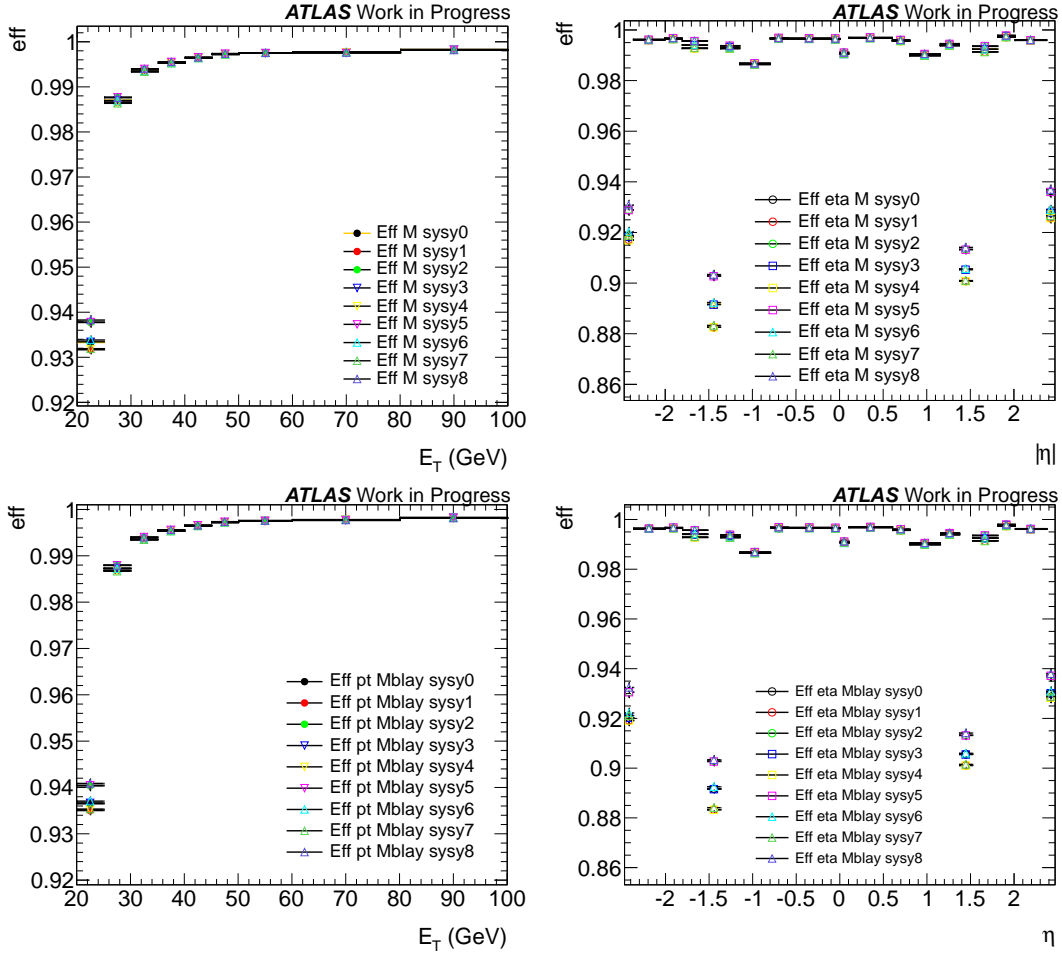 ATLAS Work in Progress
eff
1
0.99
0.98
0.97
0.96
0.95
0.94
0.93
0.92
Eff M sysy0
Eff M sysy1
Eff M sysy2
Eff M sysy3
Eff M sysy4
Eff M sysy5
Eff M sysy6
Eff M sysy7
Eff M sysy8
20 30 40 50 60 70 80 90 100
E_T (GeV)
ATLAS Work in Progress
eff
1
0.98
0.96
0.94
0.92
0.9
0.88
0.86
Eff eta M sysy0
Eff eta M sysy1
Eff eta M sysy2
Eff eta M sysy3
Eff eta M sysy4
Eff eta M sysy5
Eff eta M sysy6
Eff eta M sysy7
Eff eta M sysy8
-2 -1.5 -1 -0.5 0 0.5 1 1.5 2
|η|
ATLAS Work in Progress
eff
1
0.99
0.98
0.97
0.96
0.95
0.94
0.93
0.92
Eff pt Mblay sysy0
Eff pt Mblay sysy1
Eff pt Mblay sysy2
Eff pt Mblay sysy3
Eff pt Mblay sysy4
Eff pt Mblay sysy5
Eff pt Mblay sysy6
Eff pt Mblay sysy7
Eff pt Mblay sysy8
20 30 40 50 60 70 80 90 100
E_T (GeV)
ATLAS Work in Progress
eff
1
0.98
0.96
0.94
0.92
0.9
0.88
0.86
Eff eta Mblay sysy0
Eff eta Mblay sysy1
Eff eta Mblay sysy2
Eff eta Mblay sysy3
Eff eta Mblay sysy4
Eff eta Mblay sysy5
Eff eta Mblay sysy6
Eff eta Mblay sysy7
Eff eta Mblay sysy8
-2 -1.5 -1 -0.5 0 0.5 1 1.5 2
η